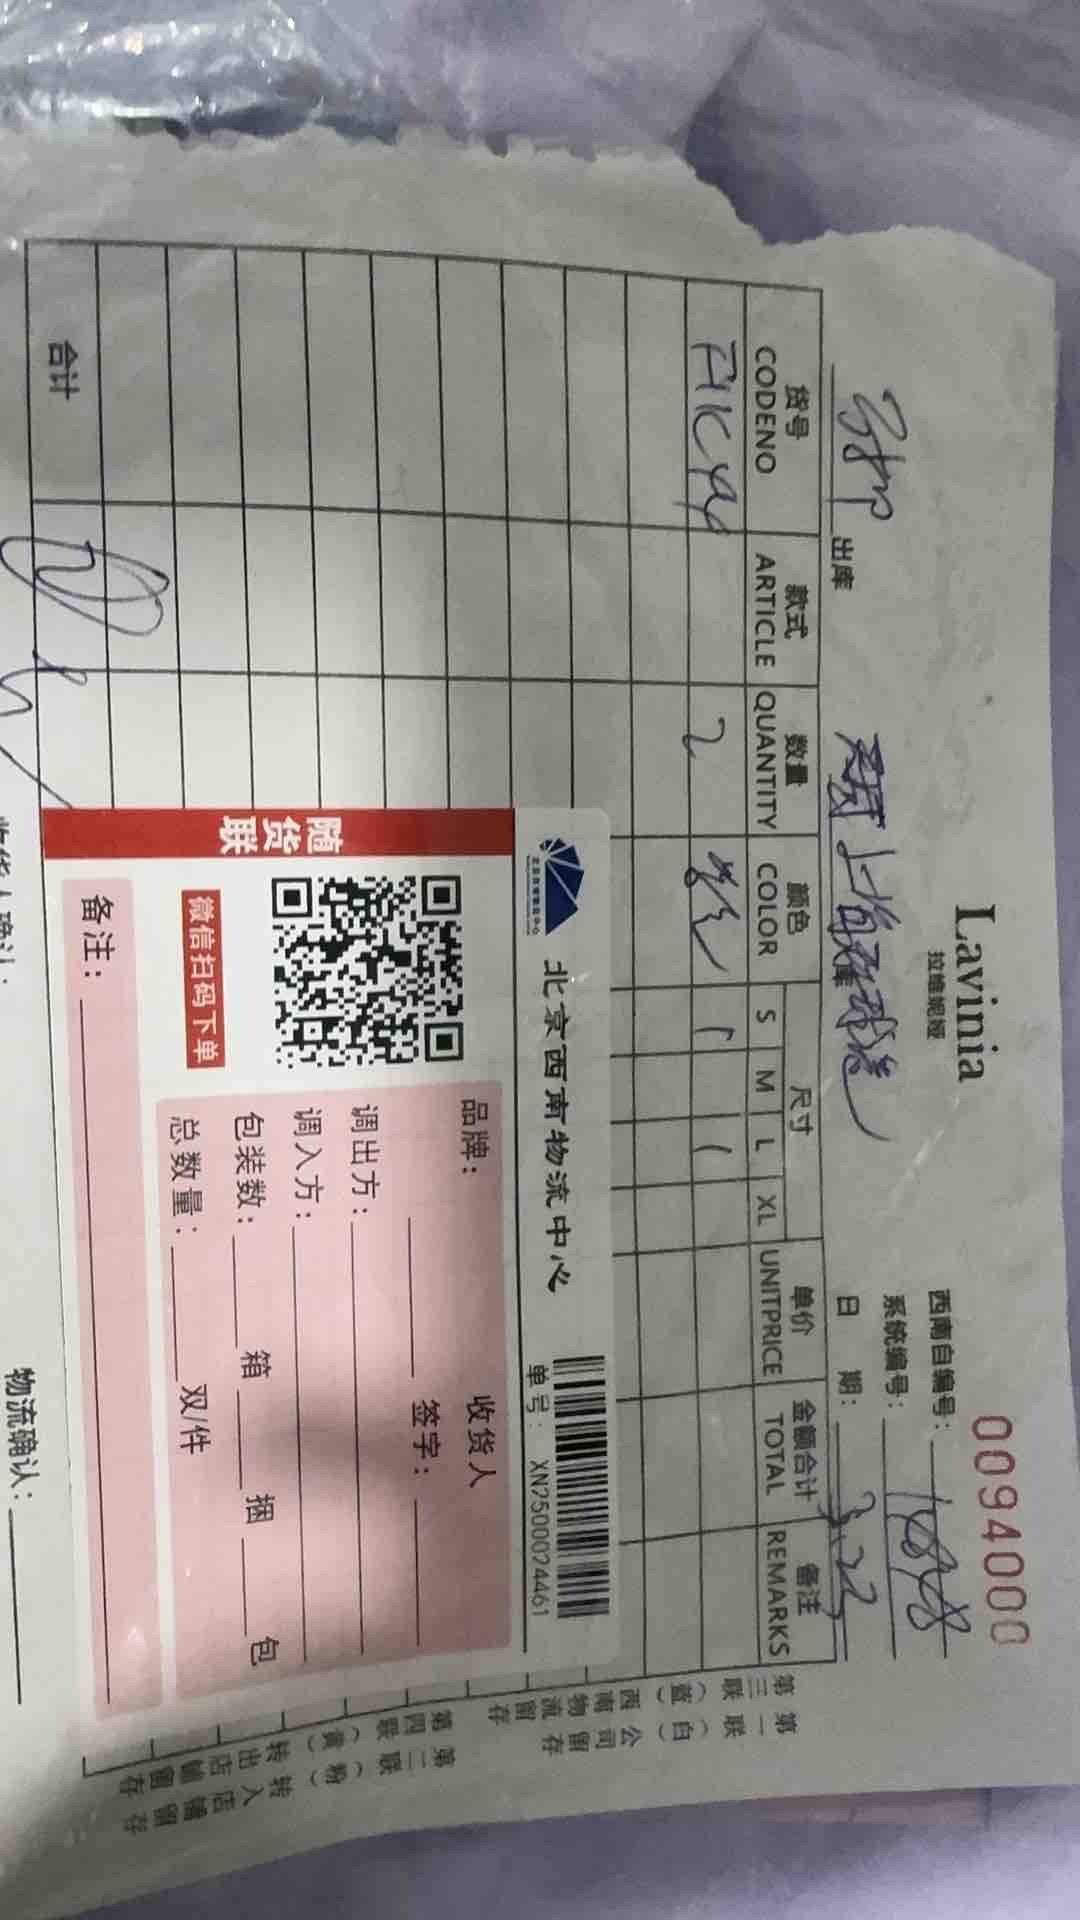 Lavinia
拉维妮娅
0094000
西南自编号:
系统编号:
出库
日 期: 3.22
货号 款式 数量 颜色 尺寸 单价 金额合计 备注
CODENO ARTICLE QUANTITY COLOR S M L XL UNITPRICE TOTAL REMARKS
2 紫 1 1
合计
北京西南物流中心
单号: XN7500024461
随货联
微信扫码下单
品牌:
收货人
签字:
调出方:
调入方:
包装数: 箱 捆 包
总数量: 双/件
备注:
物流确认:
第一联(白)公司留存
第二联(粉)转入店铺留存
第三联(蓝)西南物流留存
第四联(黄)转出店铺留存